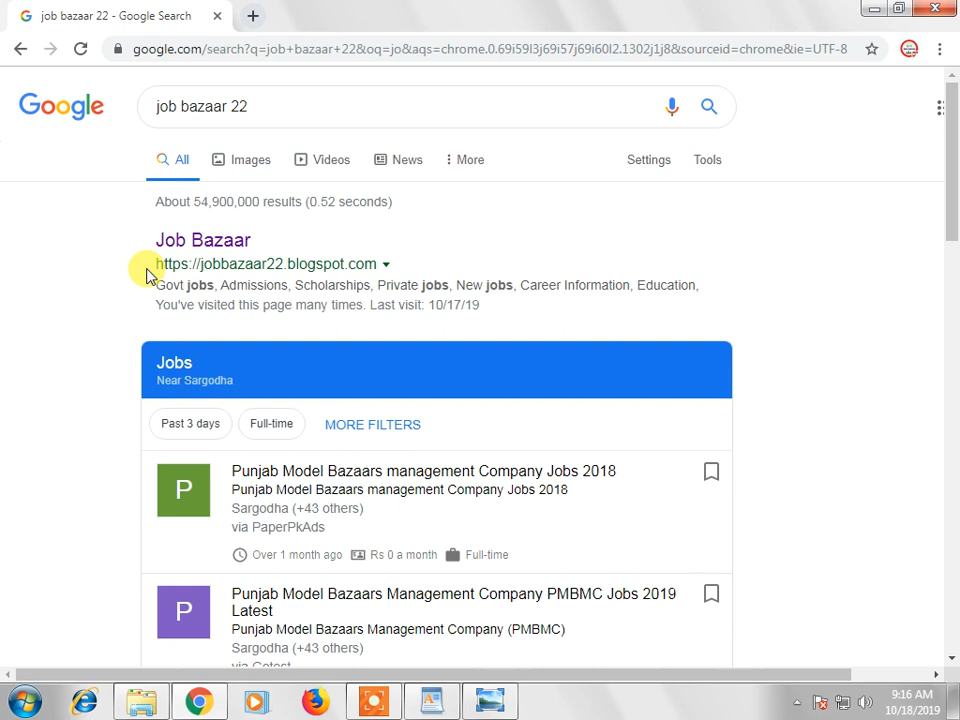 job bazaar 22 - Google Search
google.com/search?q=job+bazaar+22&oq=jo&aqs=chrome.0.69i59l3j69i57j69i60l2.1302j1j8&sourceid=chrome&ie=UTF-8
Google
job bazaar 22
All Images Videos News More Settings Tools
About 54,900,000 results (0.52 seconds)
Job Bazaar
https://jobbazaar22.blogspot.com
Govt jobs, Admissions, Scholarships, Private jobs, New jobs, Career Information, Education,
You've visited this page many times. Last visit: 10/17/19
Jobs
Near Sargodha
Past 3 days Full-time MORE FILTERS
P
Punjab Model Bazaars management Company Jobs 2018
Punjab Model Bazaars management Company Jobs 2018
Sargodha (+43 others)
via PaperPkAds
Over 1 month ago Rs 0 a month Full-time
P
Punjab Model Bazaars Management Company PMBMC Jobs 2019
Latest
Punjab Model Bazaars Management Company (PMBMC)
Sargodha (+43 others)
via Gotest
9:16 AM
10/18/2019